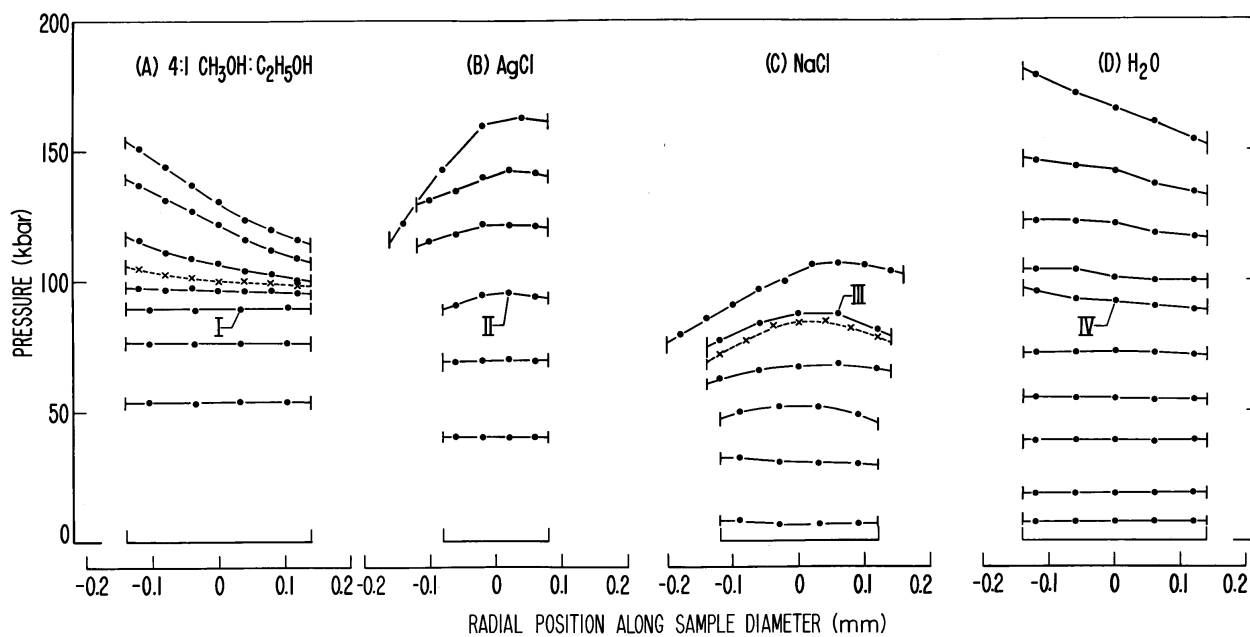 200
150
100
50
0
PRESSURE (kbar)
(A) 4:1 CH₃OH:C₂H₅OH
(B) AgCl
(C) NaCl
(D) H₂O
I
II
III
IV
-0.2 -0.1 0 0.1 0.2
-0.1 0 0.1 0.2
-0.2 -0.1 0 0.1 0.2
-0.2 -0.1 0 0.1 0.2
RADIAL POSITION ALONG SAMPLE DIAMETER (mm)